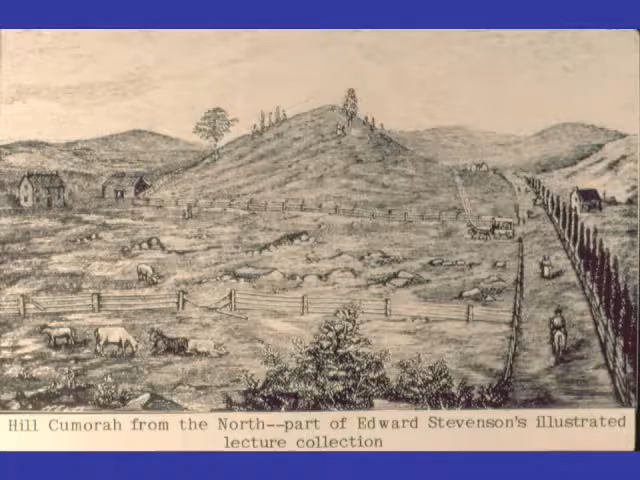 Hill Cumorah from the North--part of Edward Stevenson's illustrated
lecture collection